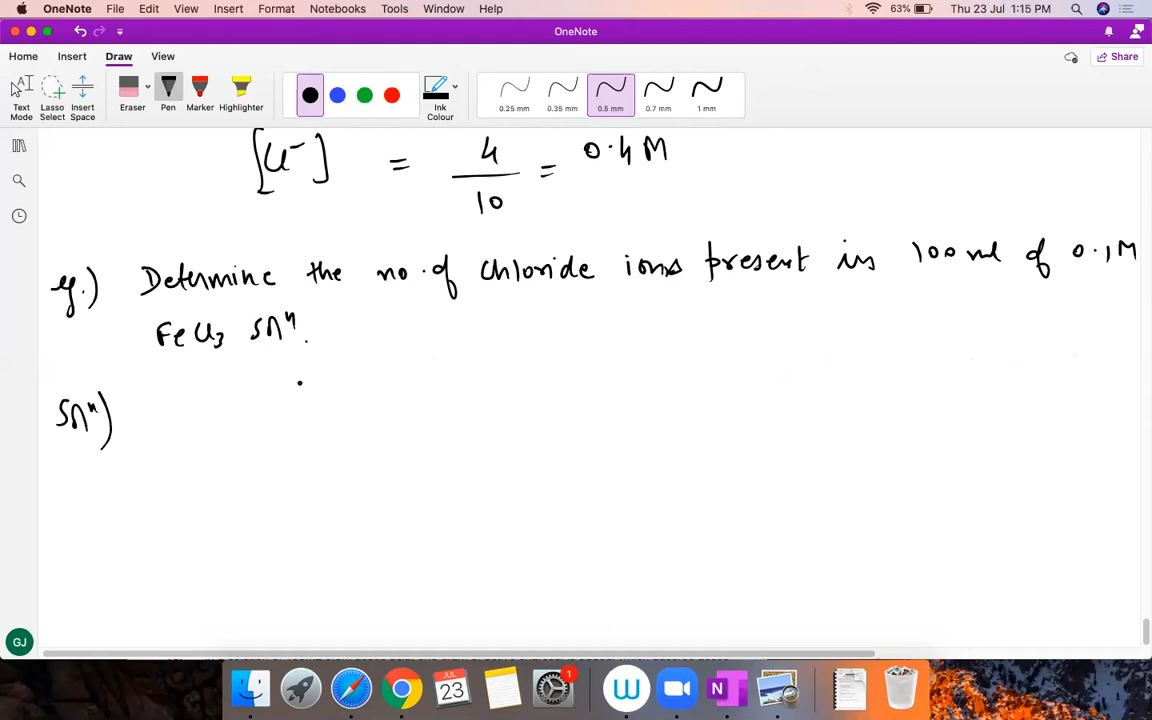 OneNote File Edit View Insert Format Notebooks Tools Window Help 63% Thu 23 Jul 1:15 PM
OneNote
Home Insert Draw View Share
Text Mode Lasso Select Insert Space Eraser Pen Marker Highlighter Ink Colour 0.25 mm 0.35 mm 0.5 mm 0.7 mm 1 mm
[Cl⁻] = 4/10 = 0.4 M
eg.) Determine the no. of chloride ions present in 100 ml of 0.1 M
FeCl₃ Solⁿ.
Solⁿ)
GJ
JUL
23
1
W
N